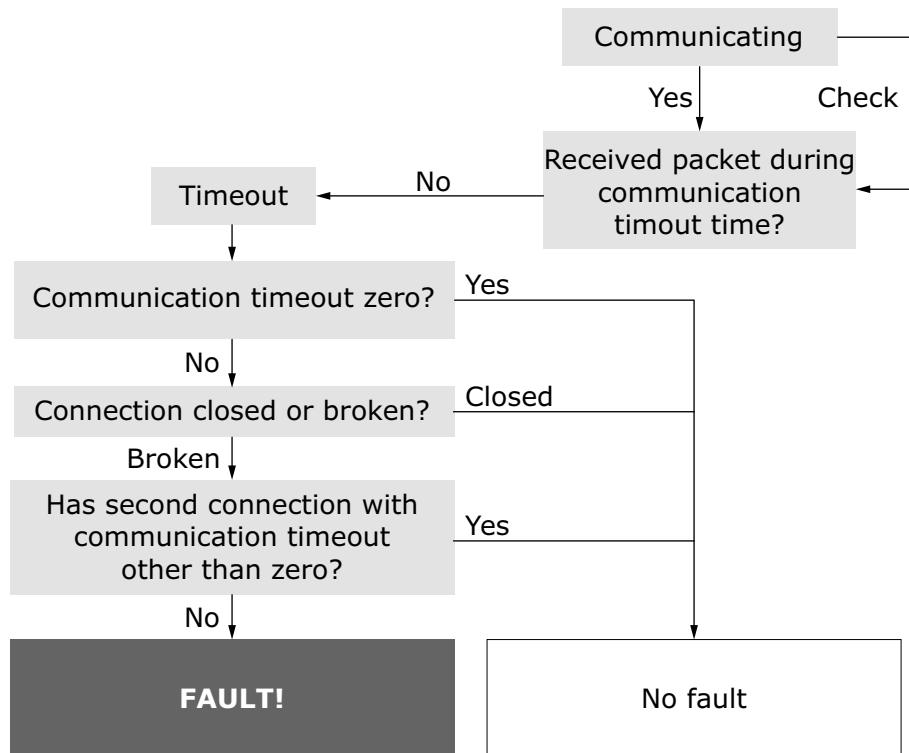 Communicating
Yes
Check
Received packet during
communication
timout time?
No
Timeout
Communication timeout zero?
Yes
No
Connection closed or broken?
Closed
Broken
Has second connection with
communication timeout
other than zero?
Yes
No
FAULT!
No fault